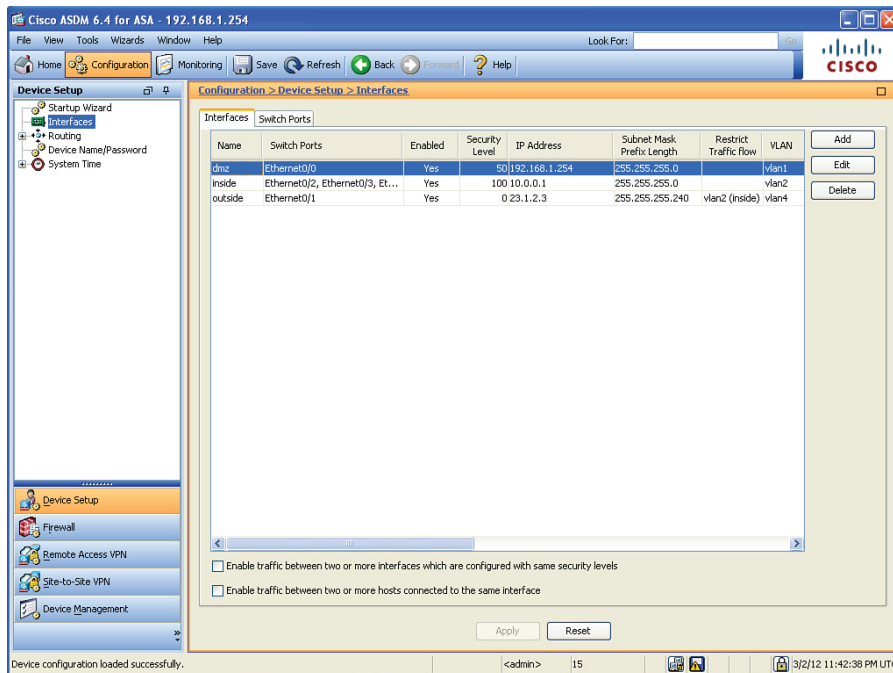 Cisco ASDM 6.4 for ASA - 192.168.1.254
File View Tools Wizards Window Help Look For: Go
Home Configuration Monitoring Save Refresh Back Forward Help
CISCO
Device Setup
Startup Wizard
Interfaces
Routing
Device Name/Password
System Time
Device Setup
Firewall
Remote Access VPN
Site-to-Site VPN
Device Management
Configuration > Device Setup > Interfaces
Interfaces Switch Ports
Name Switch Ports Enabled Security Level IP Address Subnet Mask Prefix Length Restrict Traffic flow VLAN
dmz Ethernet0/0 Yes 50 192.168.1.254 255.255.255.0 vlan1
inside Ethernet0/2, Ethernet0/3, Et... Yes 100 10.0.0.1 255.255.255.0 vlan2
outside Ethernet0/1 Yes 0 23.1.2.3 255.255.255.240 vlan2 (inside) vlan4
Add
Edit
Delete
Enable traffic between two or more interfaces which are configured with same security levels
Enable traffic between two or more hosts connected to the same interface
Apply Reset
Device configuration loaded successfully. <admin> 15 3/2/12 11:42:38 PM UTC